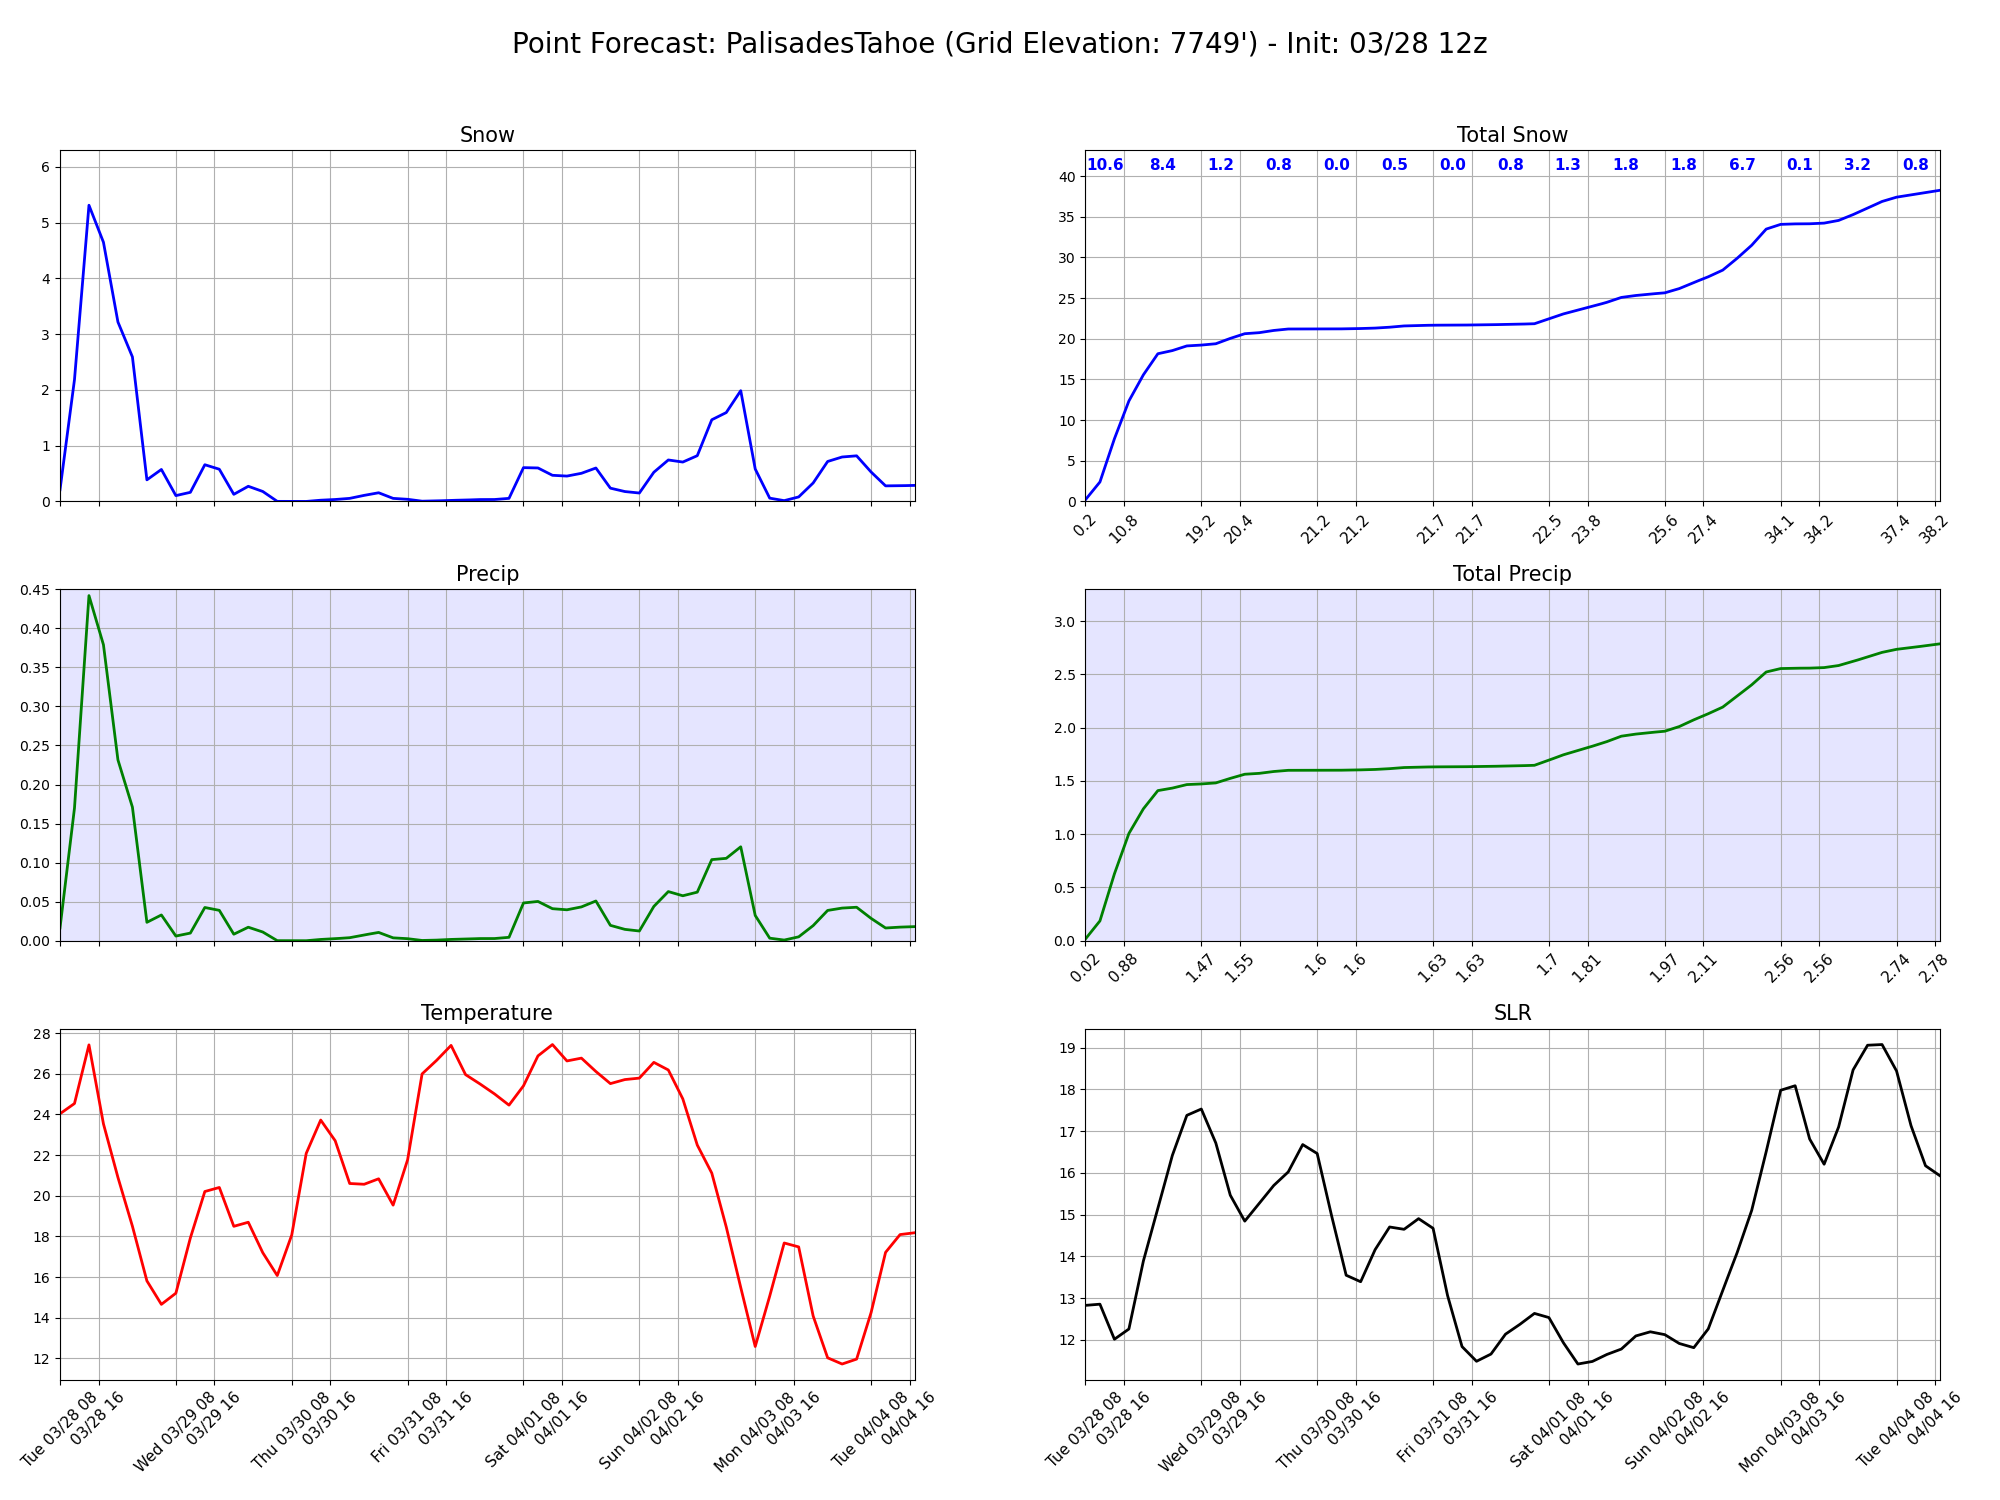 Point Forecast: PalisadesTahoe (Grid Elevation: 7749') - Init: 03/28 12z
Snow
6
5
4
3
2
1
0
Total Snow
10.6 8.4 1.2 0.8 0.0 0.5 0.0 0.8 1.3 1.8 1.8 6.7 0.1 3.2 0.8
40
35
30
25
20
15
10
5
0
0.2 10.8 19.2 20.4 21.2 21.2 21.7 21.7 22.5 23.8 25.6 27.4 34.1 34.2 37.4 38.2
Precip
0.45
0.40
0.35
0.30
0.25
0.20
0.15
0.10
0.05
0.00
Total Precip
3.0
2.5
2.0
1.5
1.0
0.5
0.0
0.02 0.88 1.47 1.55 1.6 1.6 1.63 1.63 1.7 1.81 1.97 2.11 2.56 2.56 2.74 2.78
Temperature
28
26
24
22
20
18
16
14
12
Tue 03/28 08
03/28 16
Wed 03/29 08
03/29 16
Thu 03/30 08
03/30 16
Fri 03/31 08
03/31 16
Sat 04/01 08
04/01 16
Sun 04/02 08
04/02 16
Mon 04/03 08
04/03 16
Tue 04/04 08
04/04 16
SLR
19
18
17
16
15
14
13
12
Tue 03/28 08
03/28 16
Wed 03/29 08
03/29 16
Thu 03/30 08
03/30 16
Fri 03/31 08
03/31 16
Sat 04/01 08
04/01 16
Sun 04/02 08
04/02 16
Mon 04/03 08
04/03 16
Tue 04/04 08
04/04 16